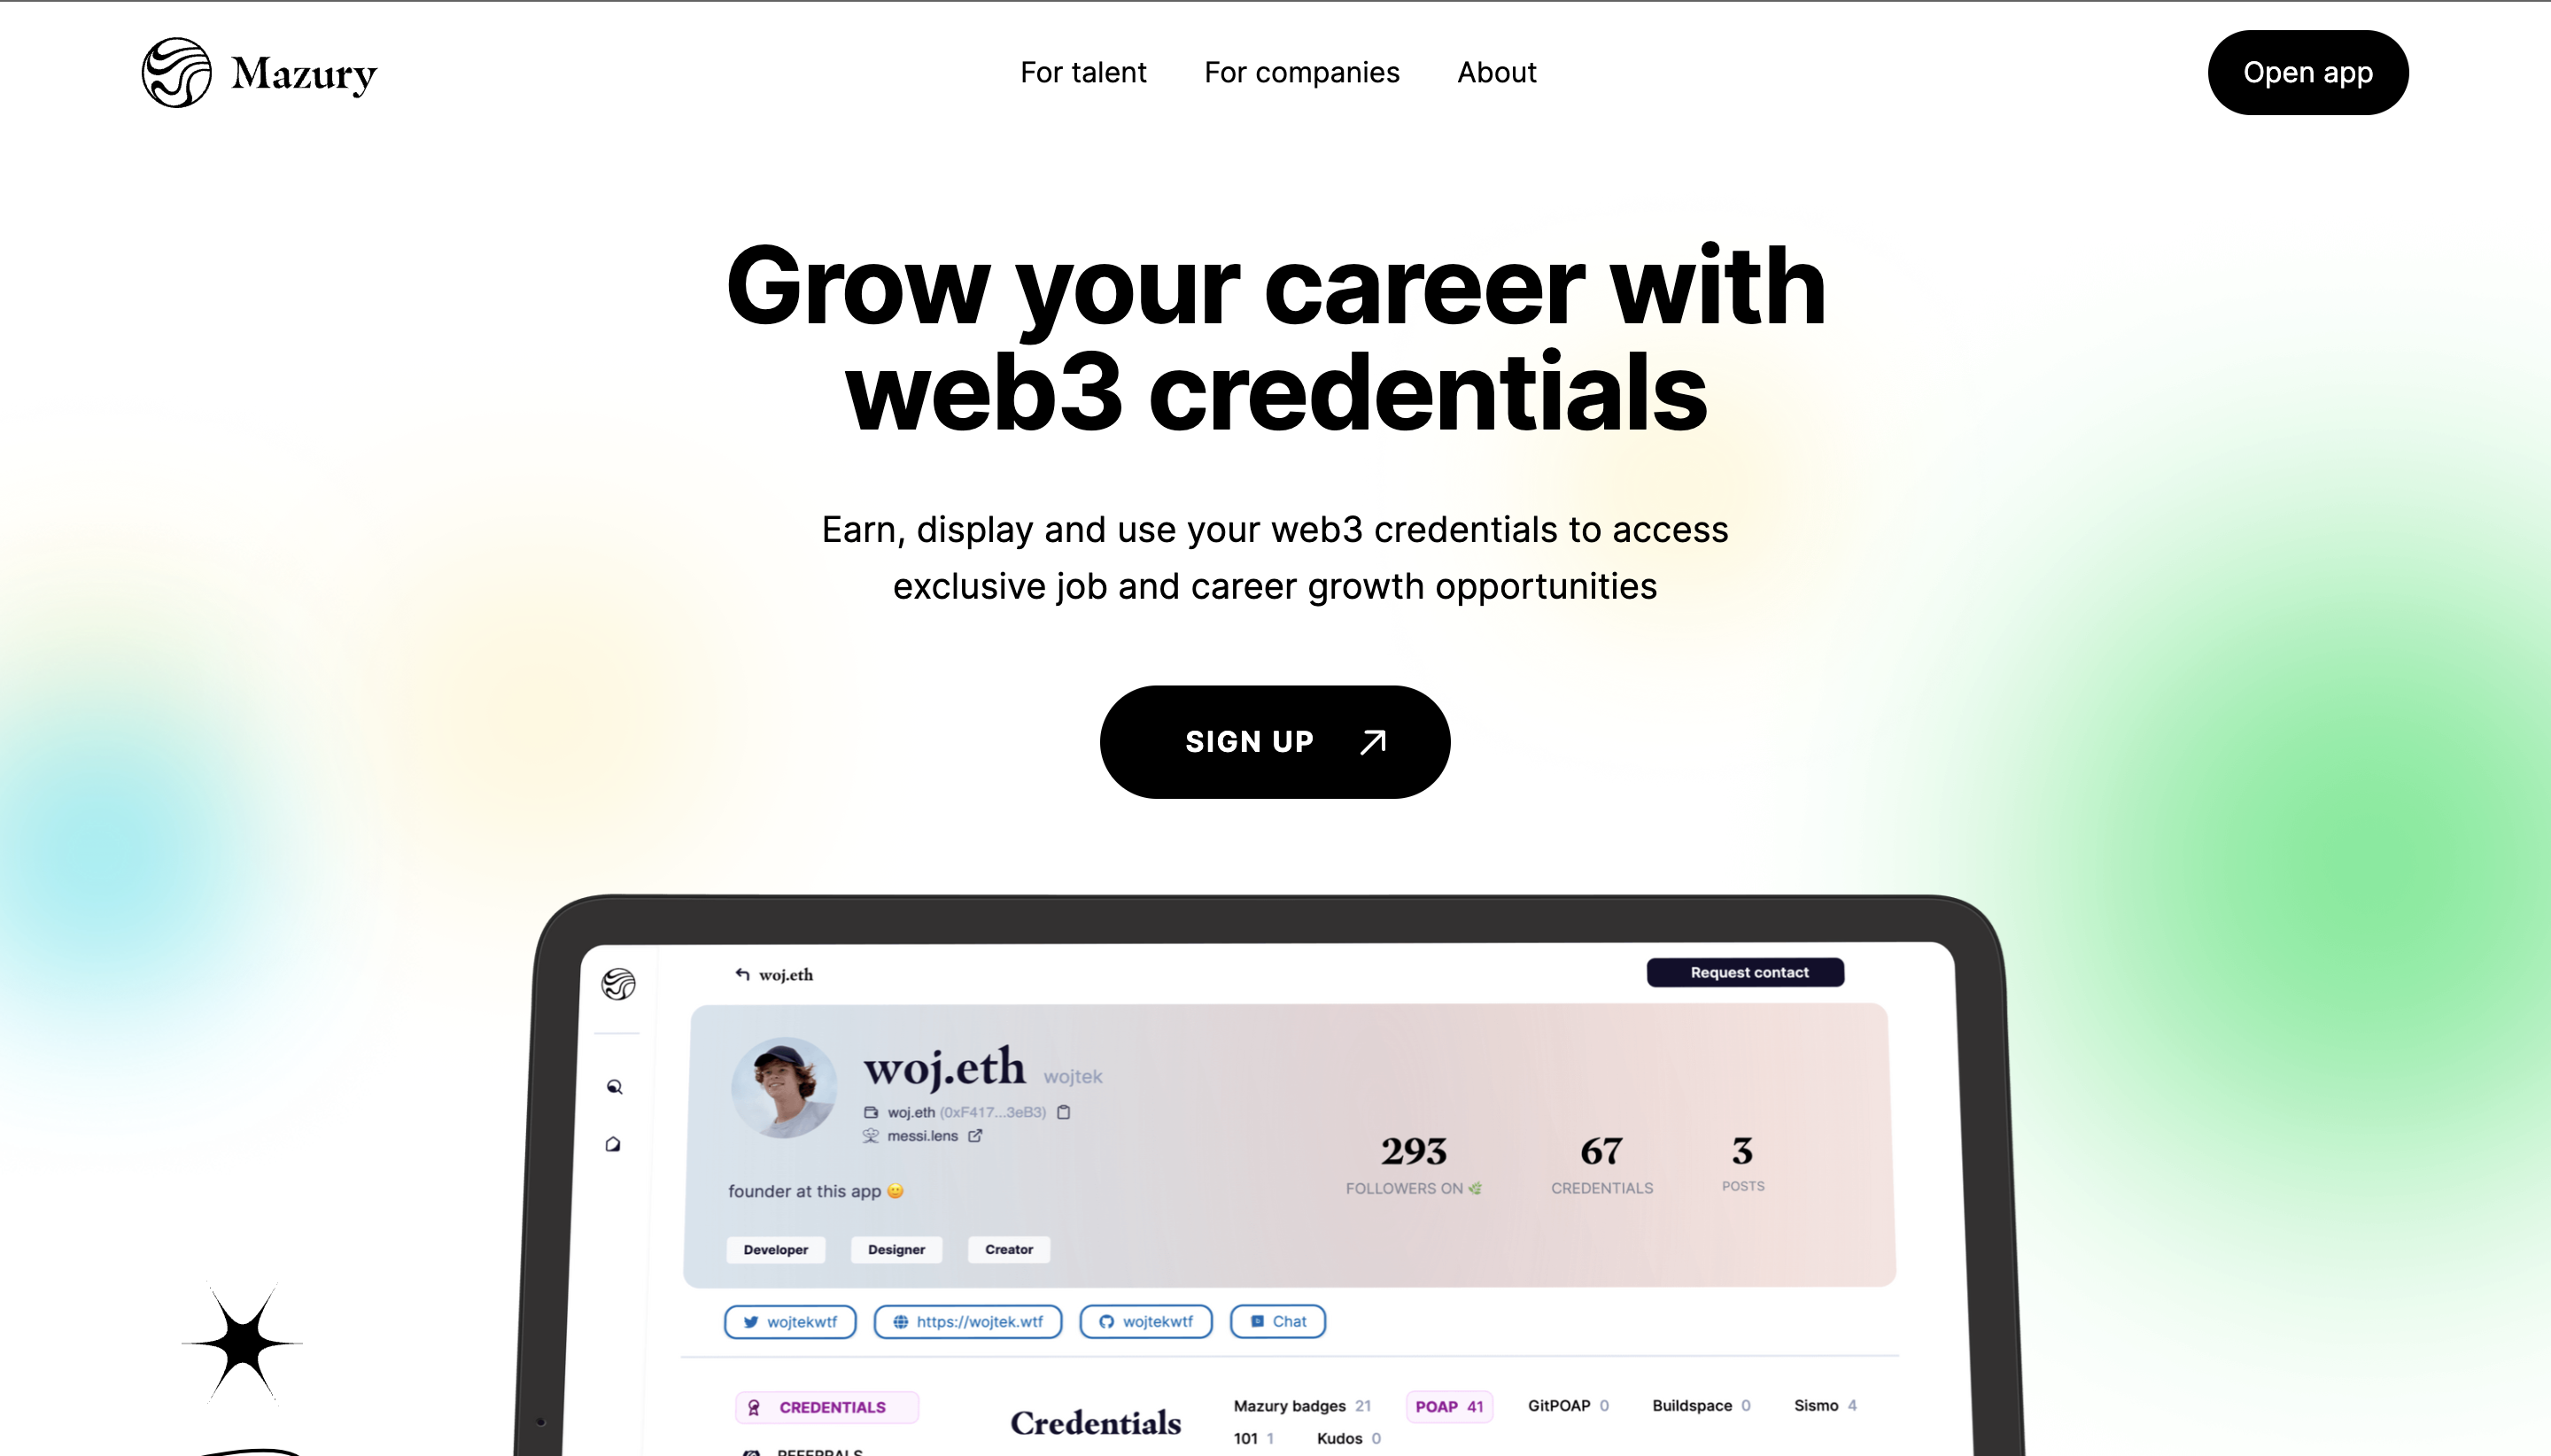 Mazury
For talent
For companies
About
Open app
Grow your career with
web3 credentials
Earn, display and use your web3 credentials to access
exclusive job and career growth opportunities
SIGN UP
woj.eth
Request contact
woj.eth wojtek
woj.eth (0xF417...3eB3)
messi.lens
293
FOLLOWERS ON 🌿
67
CREDENTIALS
3
POSTS
founder at this app 🙂
Developer
Designer
Creator
wojtekwtf
https://wojtek.wtf
wojtekwtf
Chat
CREDENTIALS
REFERRALS
Credentials
Mazury badges 21
POAP 41
GitPOAP 0
Buildspace 0
Sismo 4
101 1
Kudos 0